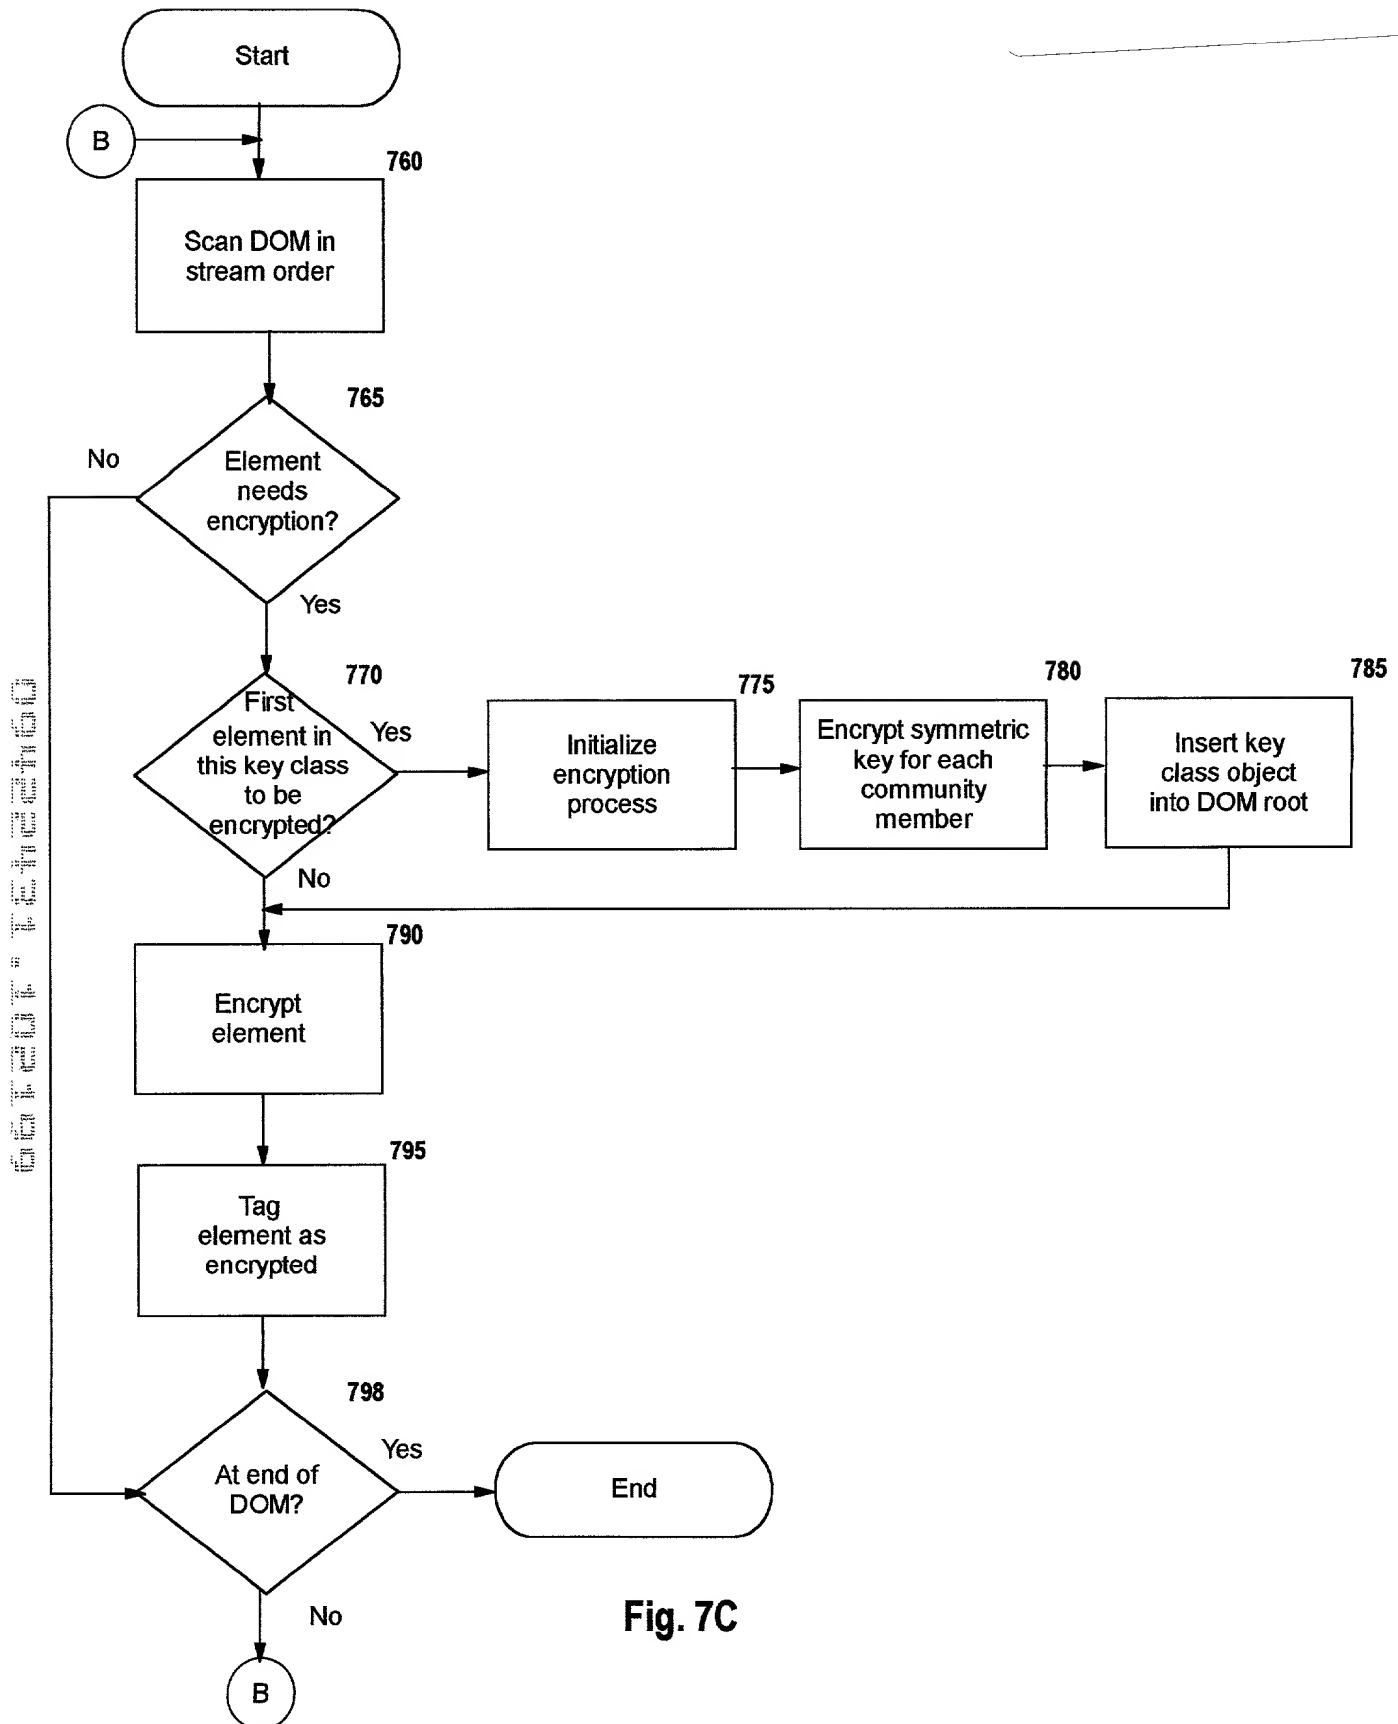 Start
B
760
Scan DOM in
stream order
765
No
Element
needs
encryption?
Yes
770
First
element in
this key class
to be
encrypted?
Yes
775
Initialize
encryption
process
780
Encrypt symmetric
key for each
community
member
785
Insert key
class object
into DOM root
No
790
Encrypt
element
795
Tag
element as
encrypted
798
At end of
DOM?
Yes
End
No
B
Fig. 7C